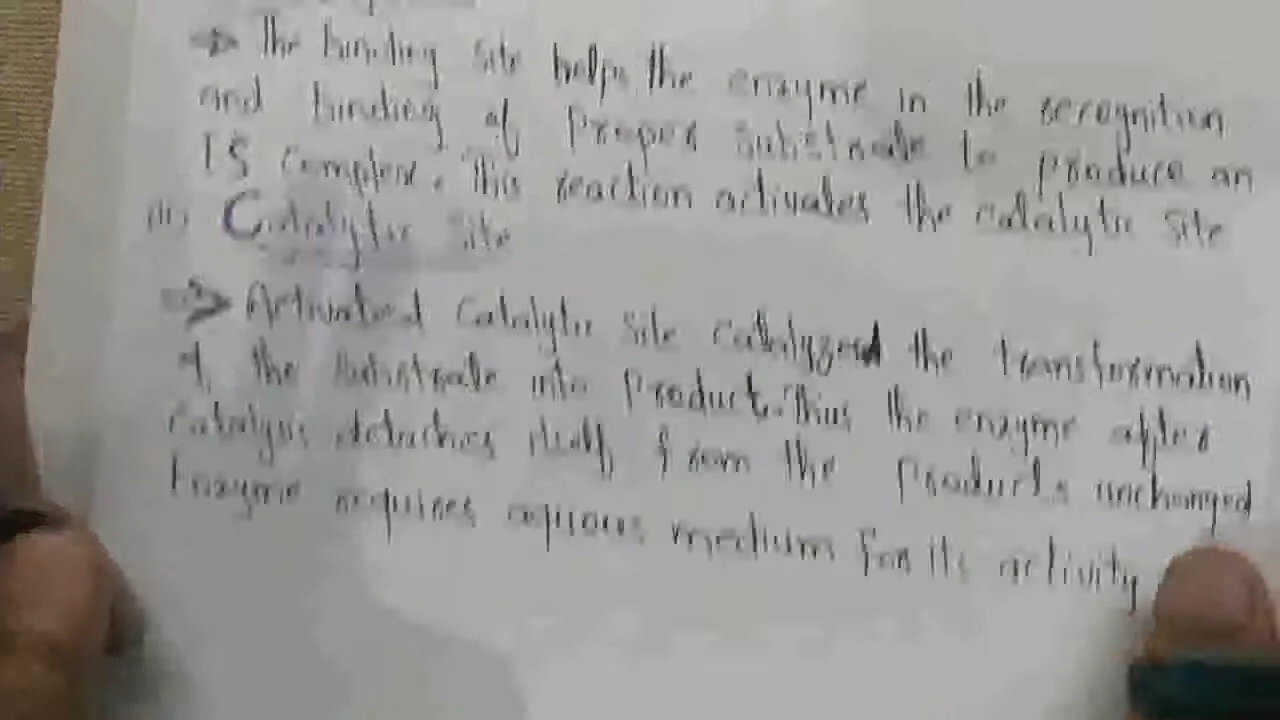 ⇒ The binding site helps the enzyme in the recognition
and binding of proper substrate to produce an
ES complex. This reaction activates the catalytic site
(ii) Catalytic site
⇒ Activated catalytic site catalyzed the transformation
of the substrate into product. Thus the enzyme after
catalysis detaches itself from the products unchanged
Enzyme requires aquous medium for its activity